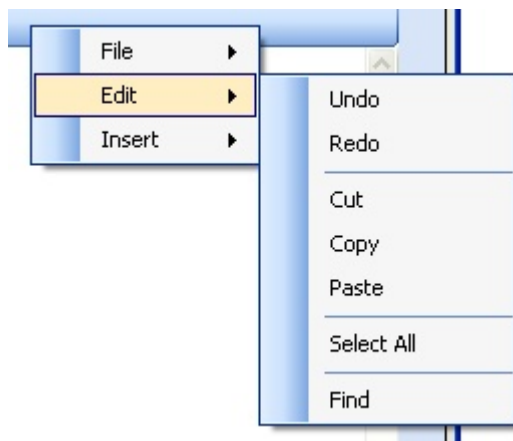 File
Edit
Insert
Undo
Redo
Cut
Copy
Paste
Select All
Find